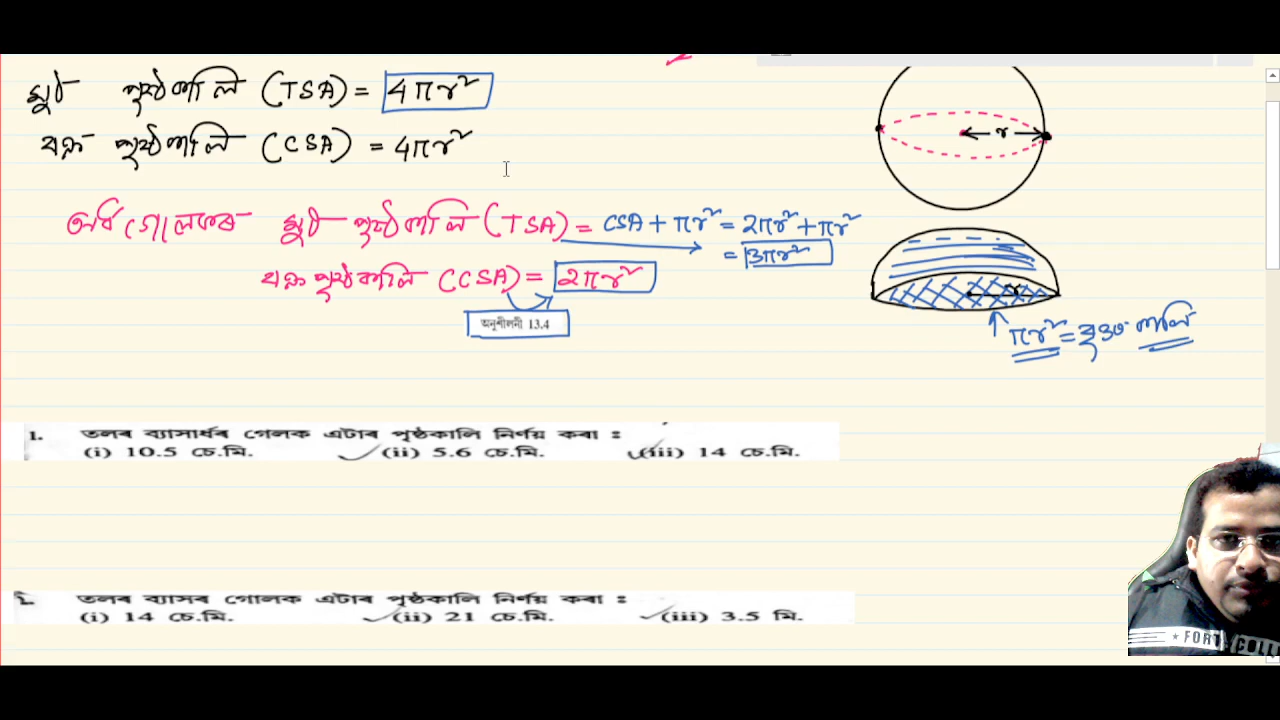 মুঠ পৃষ্ঠকালি (TSA) = 4πr²
বক্ৰ পৃষ্ঠকালি (CSA) = 4πr²
r
অৰ্ধগোলকৰ মুঠ পৃষ্ঠকালি (TSA) = CSA + πr² = 2πr² + πr²
= 3πr²
বক্ৰ পৃষ্ঠকালি (CSA) = 2πr²
r
অনুশীলনী 13.4
πr² = বৃত্তৰ কালি
1. তলৰ ব্যাসাৰ্ধৰ গোলক এটাৰ পৃষ্ঠকালি নিৰ্ণয় কৰা :
(i) 10.5 চে.মি. (ii) 5.6 চে.মি. (iii) 14 চে.মি.
2. তলৰ ব্যাসৰ গোলক এটাৰ পৃষ্ঠকালি নিৰ্ণয় কৰা :
(i) 14 চে.মি. (ii) 21 চে.মি. (iii) 3.5 মি.